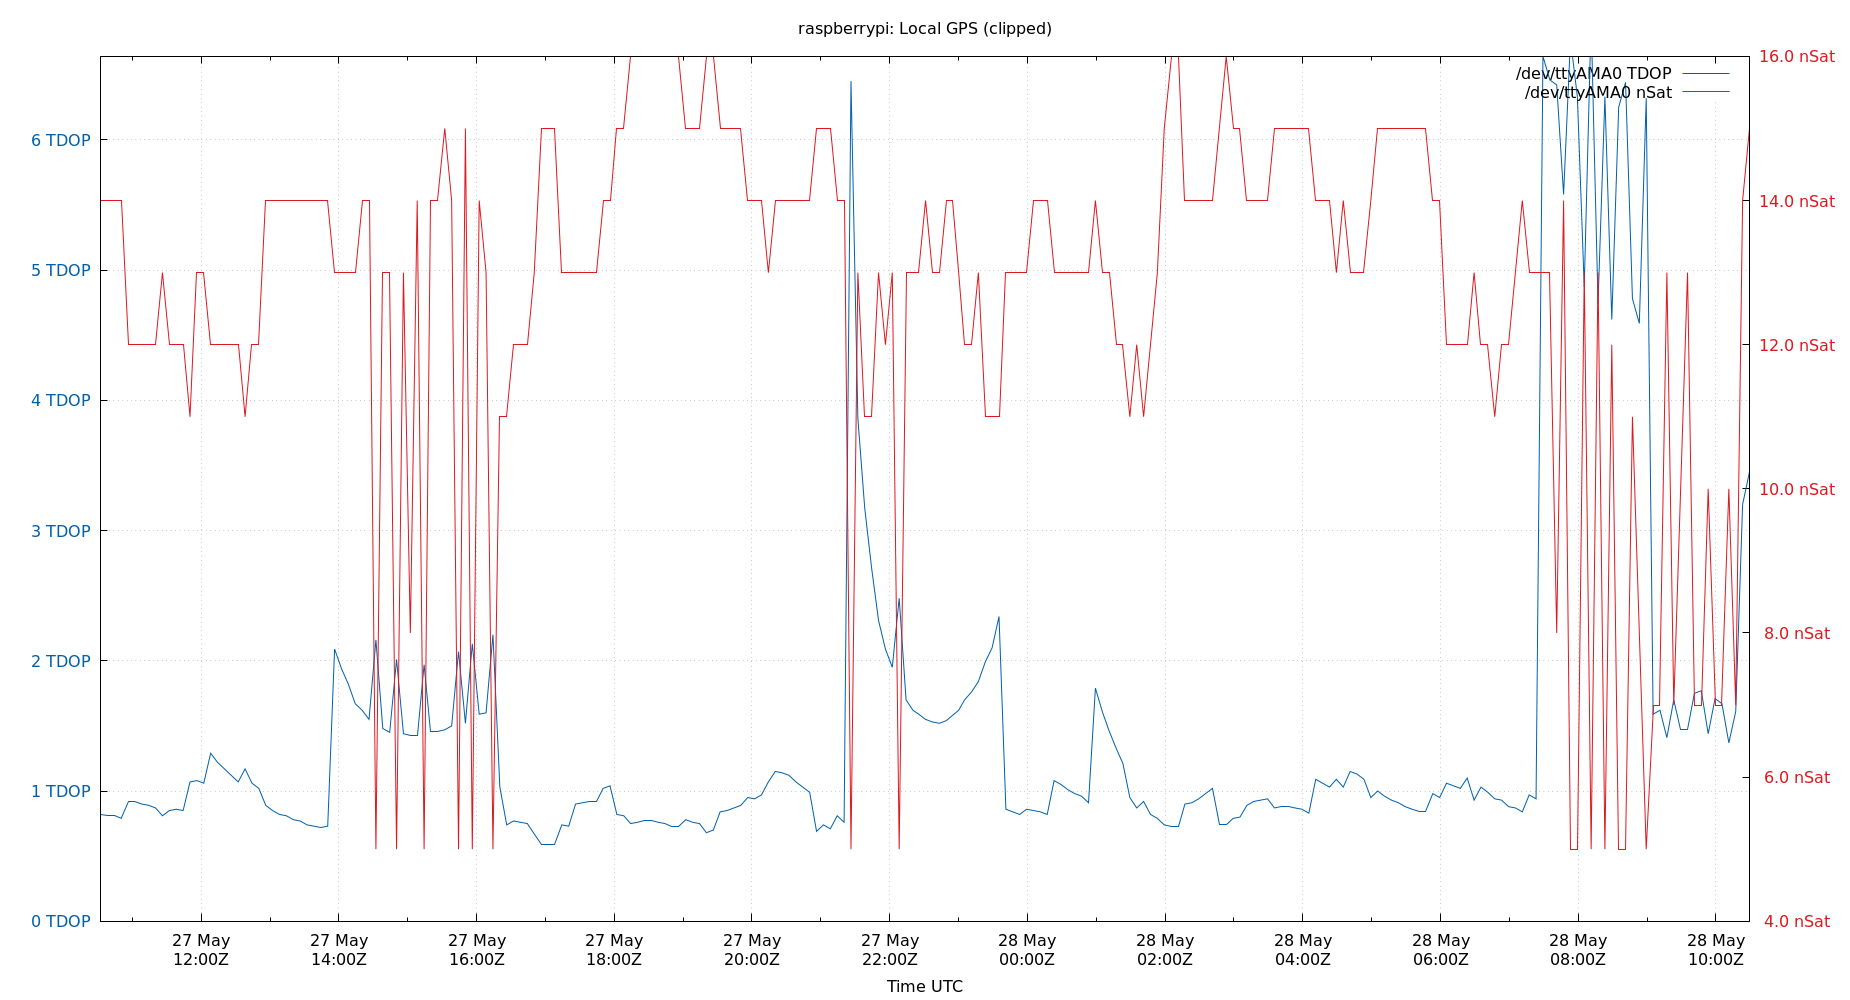 raspberrypi: Local GPS (clipped)
/dev/ttyAMA0 TDOP
/dev/ttyAMA0 nSat
6 TDOP
5 TDOP
4 TDOP
3 TDOP
2 TDOP
1 TDOP
0 TDOP
16.0 nSat
14.0 nSat
12.0 nSat
10.0 nSat
8.0 nSat
6.0 nSat
4.0 nSat
27 May 27 May 27 May 27 May 27 May 27 May 28 May 28 May 28 May 28 May 28 May 28 May
12:00Z 14:00Z 16:00Z 18:00Z 20:00Z 22:00Z 00:00Z 02:00Z 04:00Z 06:00Z 08:00Z 10:00Z
Time UTC